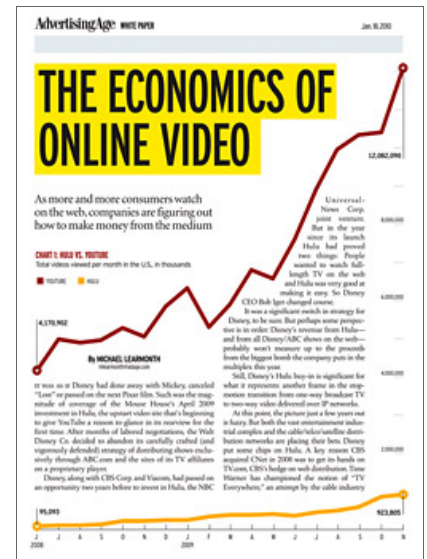 AdvertisingAge WHITE PAPER
Jan. 18, 2010
THE ECONOMICS OF
ONLINE VIDEO
As more and more consumers watch
on the web, companies are figuring out
how to make money from the medium
CHART 1: HULU VS. YOUTUBE
Total videos viewed per month in the U.S., in thousands
YOUTUBE HULU
4,170,902
By MICHAEL LEARMONTH
mlearmonth@adage.com
IT WAS AS IF Disney had done away with Mickey, canceled
"Lost" or passed on the next Pixar film. Such was the mag-
nitude of coverage of the Mouse House's April 2009
investment in Hulu, the upstart video site that's beginning
to give YouTube a reason to glance in its rearview for the
first time. After months of labored negotiations, the Walt
Disney Co. decided to abandon its carefully crafted (and
vigorously defended) strategy of distributing shows exclu-
sively through ABC.com and the sites of its TV affiliates
on a proprietary player.
Disney, along with CBS Corp. and Viacom, had passed on
an opportunity two years before to invest in Hulu, the NBC
Universal-
News Corp.
joint venture.
But in the year
since its launch
Hulu had proved
two things: People
wanted to watch full-
length TV on the web
and Hulu was very good at
making it easy. So Disney
CEO Bob Iger changed course.
It was a significant switch in strategy for
Disney, to be sure. But perhaps some perspec-
tive is in order: Disney's revenue from Hulu—
and from all Disney/ABC shows on the web—
probably won't measure up to the proceeds
from the biggest bomb the company puts in the
multiplex this year.
Still, Disney's Hulu buy-in is significant for
what it represents: another frame in the stop-
motion transition from one-way broadcast TV
to two-way video delivered over IP networks.
At this point, the picture just a few years out
is fuzzy. But both the vast entertainment indus-
trial complex and the cable/telco/satellite distri-
bution networks are placing their bets. Disney
put some chips on Hulu. A key reason CBS
acquired CNet in 2008 was to get its hands on
TV.com, CBS's hedge on web distribution. Time
Warner has championed the notion of "TV
Everywhere," an attempt by the cable industry
12,082,090
8,000,000
6,000,000
4,000,000
2,000,000
95,093
923,805
J F M A M J J A S O N D J F M A M J J A S O N
2008 2009